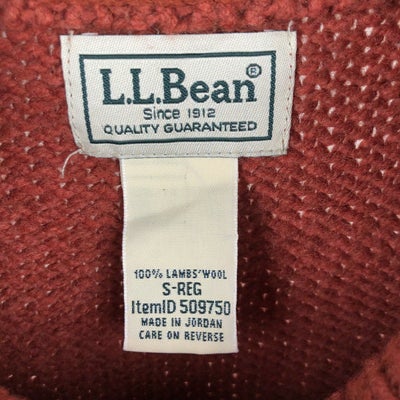 L.L.Bean®
Since 1912
QUALITY GUARANTEED
100% LAMBS'WOOL
S-REG
ItemID 509750
MADE IN JORDAN
CARE ON REVERSE